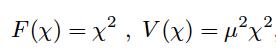 F(χ) = χ² , V(χ) = μ²χ²